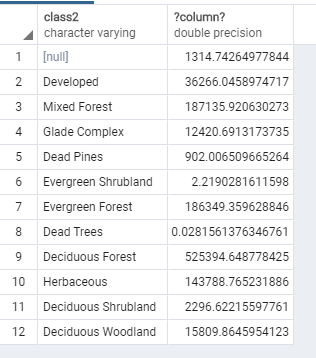 class2 ?column?
character varying double precision
1 [null] 1314.74264977844
2 Developed 36266.0458974717
3 Mixed Forest 187135.920630273
4 Glade Complex 12420.6913173735
5 Dead Pines 902.006509665264
6 Evergreen Shrubland 2.2190281611598
7 Evergreen Forest 186349.359628846
8 Dead Trees 0.0281561376346761
9 Deciduous Forest 525394.648778425
10 Herbaceous 143788.765231886
11 Deciduous Shrubland 2296.62215597761
12 Deciduous Woodland 15809.8645954123